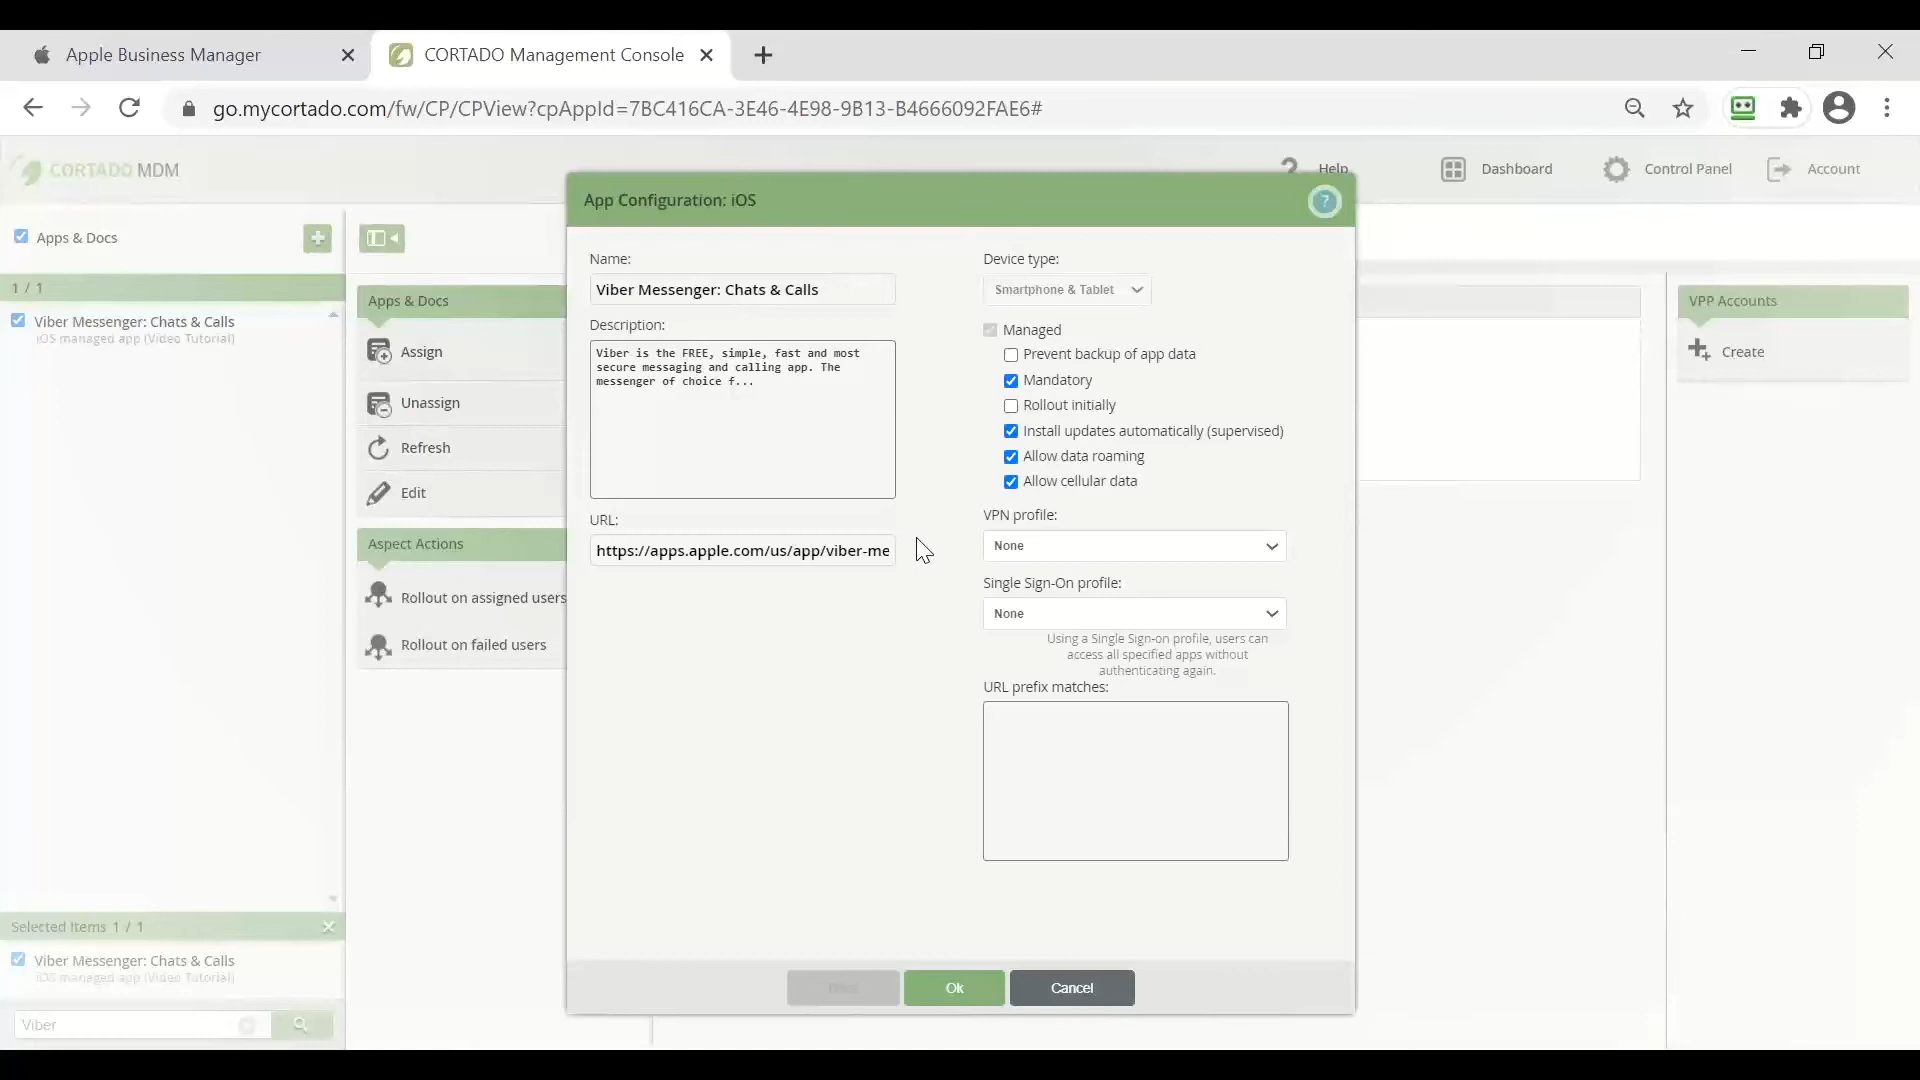 Apple Business Manager
CORTADO Management Console
go.mycortado.com/fw/CP/CPView?cpAppId=7BC416CA-3E46-4E98-9B13-B4666092FAE6#
CORTADO MDM
Help
Dashboard
Control Panel
Account
Apps & Docs
1 / 1
Viber Messenger: Chats & Calls
iOS managed app (Video Tutorial)
Selected Items 1 / 1
Viber Messenger: Chats & Calls
iOS managed app (Video Tutorial)
Viber
Apps & Docs
Assign
Unassign
Refresh
Edit
Aspect Actions
Rollout on assigned users
Rollout on failed users
App Configuration: iOS
?
Name:
Viber Messenger: Chats & Calls
Description:
Viber is the FREE, simple, fast and most
secure messaging and calling app. The
messenger of choice f...
URL:
https://apps.apple.com/us/app/viber-me
Device type:
Smartphone & Tablet
Managed
Prevent backup of app data
Mandatory
Rollout initially
Install updates automatically (supervised)
Allow data roaming
Allow cellular data
VPN profile:
None
Single Sign-On profile:
None
Using a Single Sign-on profile, users can
access all specified apps without
authenticating again.
URL prefix matches:
Ok
Cancel
VPP Accounts
Create